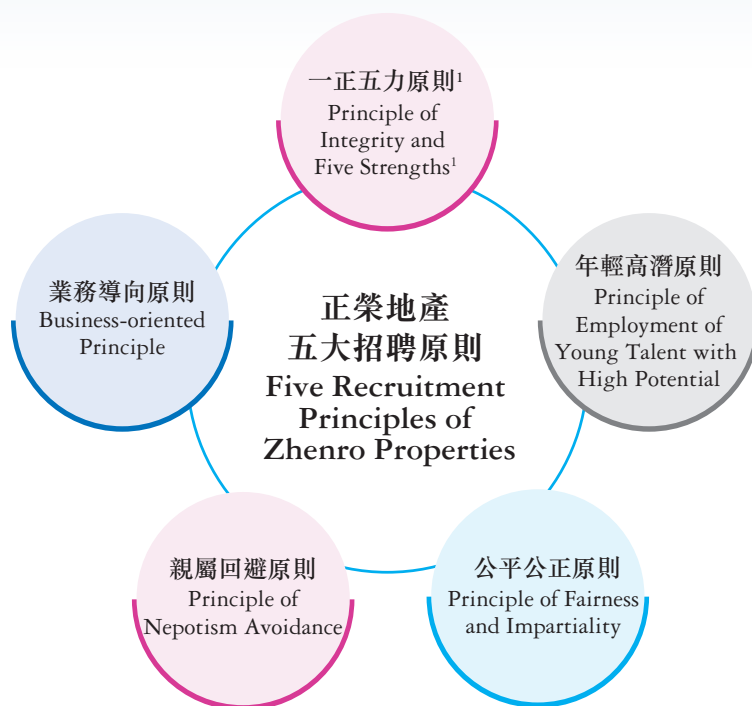 一正五力原則¹
Principle of
Integrity and
Five Strengths¹
業務導向原則
Business-oriented
Principle
年輕高潛原則
Principle of
Employment of
Young Talent with
High Potential
正榮地產
五大招聘原則
Five Recruitment
Principles of
Zhenro Properties
親屬回避原則
Principle of
Nepotism Avoidance
公平公正原則
Principle of Fairness
and Impartiality